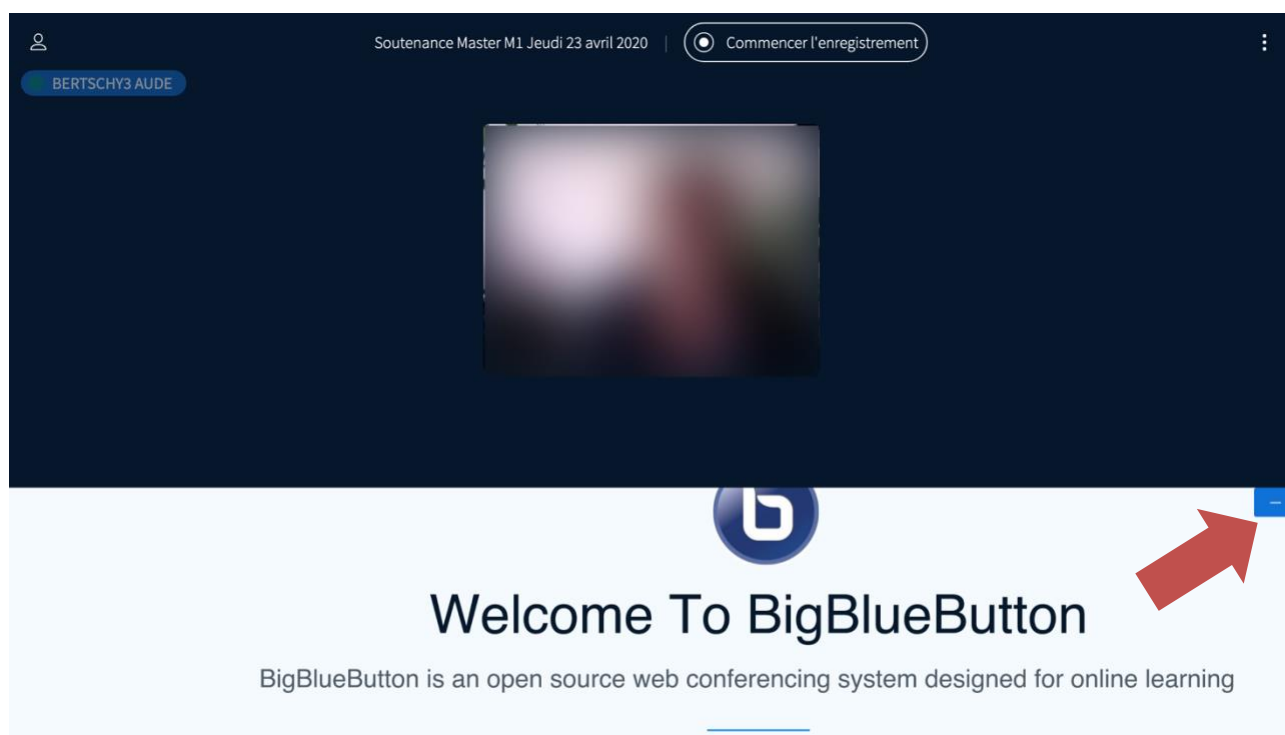 Soutenance Master M1 Jeudi 23 avril 2020 | Commencer l'enregistrement
BERTSCHY3 AUDE
b
Welcome To BigBlueButton
BigBlueButton is an open source web conferencing system designed for online learning